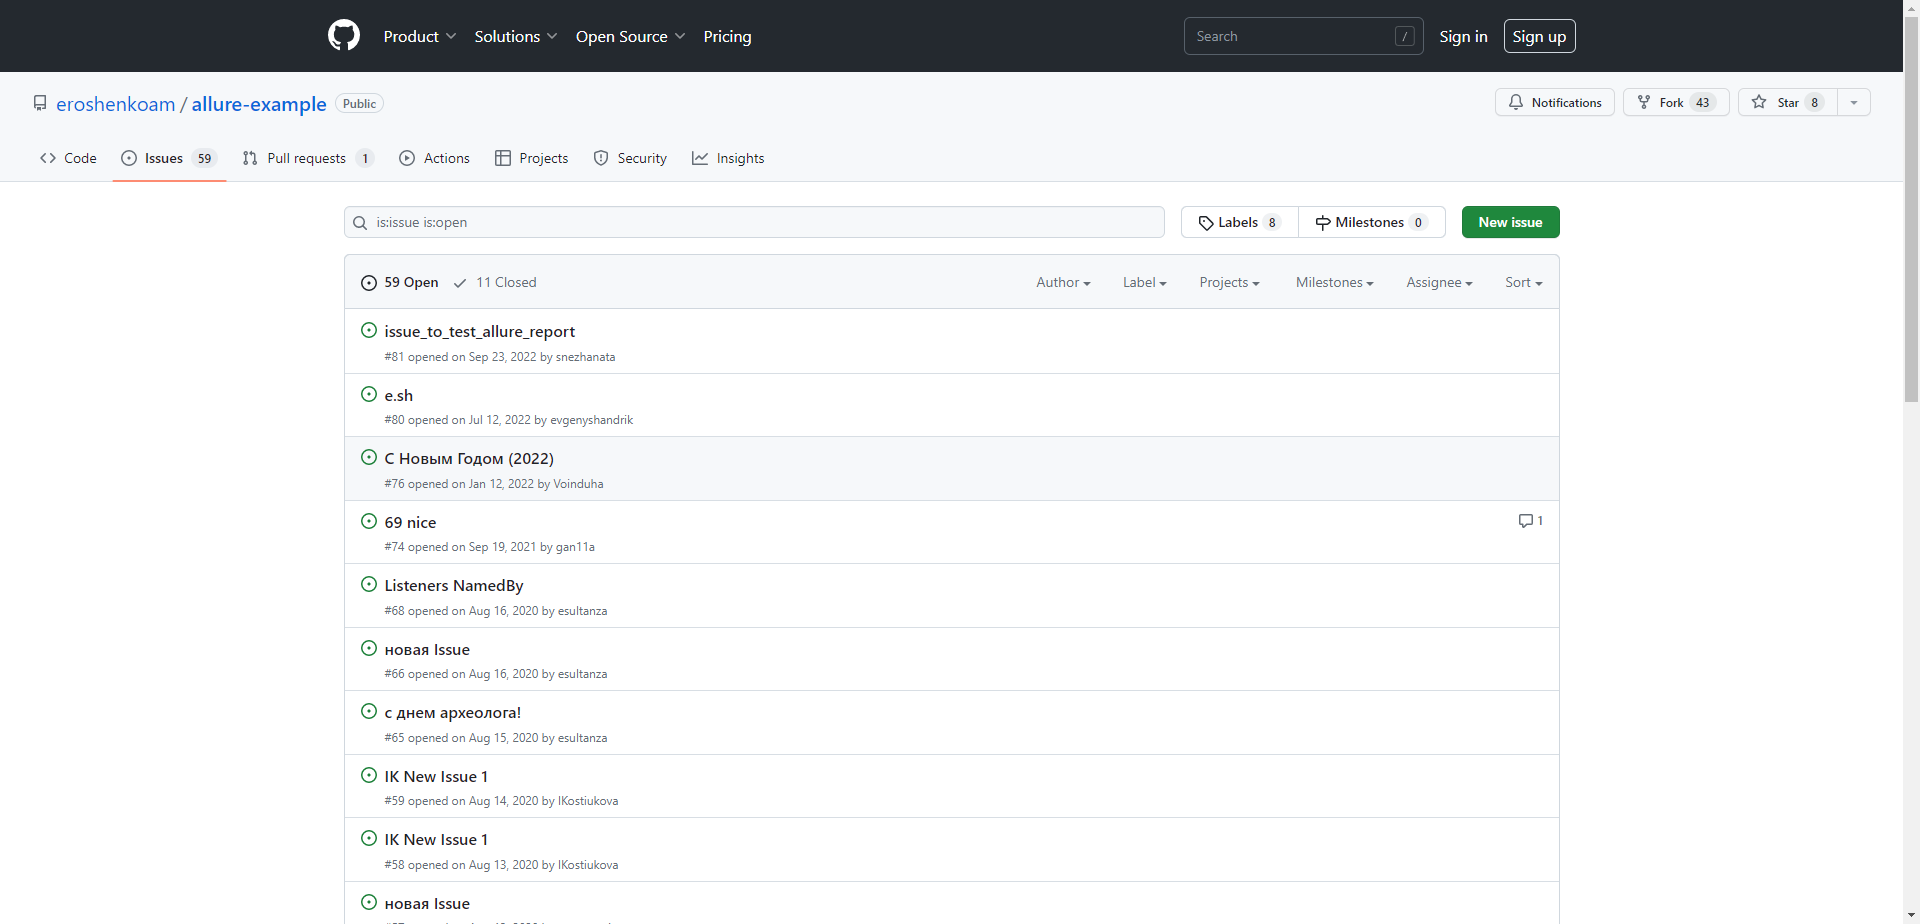 Product Solutions Open Source Pricing Search / Sign in Sign up
eroshenkoam / allure-example Public Notifications Fork 43 Star 8
Code Issues 59 Pull requests 1 Actions Projects Security Insights
is:issue is:open Labels 8 Milestones 0 New issue
59 Open 11 Closed Author Label Projects Milestones Assignee Sort
issue_to_test_allure_report
#81 opened on Sep 23, 2022 by snezhanata
e.sh
#80 opened on Jul 12, 2022 by evgenyshandrik
С Новым Годом (2022)
#76 opened on Jan 12, 2022 by Voinduha
69 nice 1
#74 opened on Sep 19, 2021 by gan11a
Listeners NamedBy
#68 opened on Aug 16, 2020 by esultanza
новая Issue
#66 opened on Aug 16, 2020 by esultanza
с днем археолога!
#65 opened on Aug 15, 2020 by esultanza
IK New Issue 1
#59 opened on Aug 14, 2020 by IKostiukova
IK New Issue 1
#58 opened on Aug 13, 2020 by IKostiukova
новая Issue